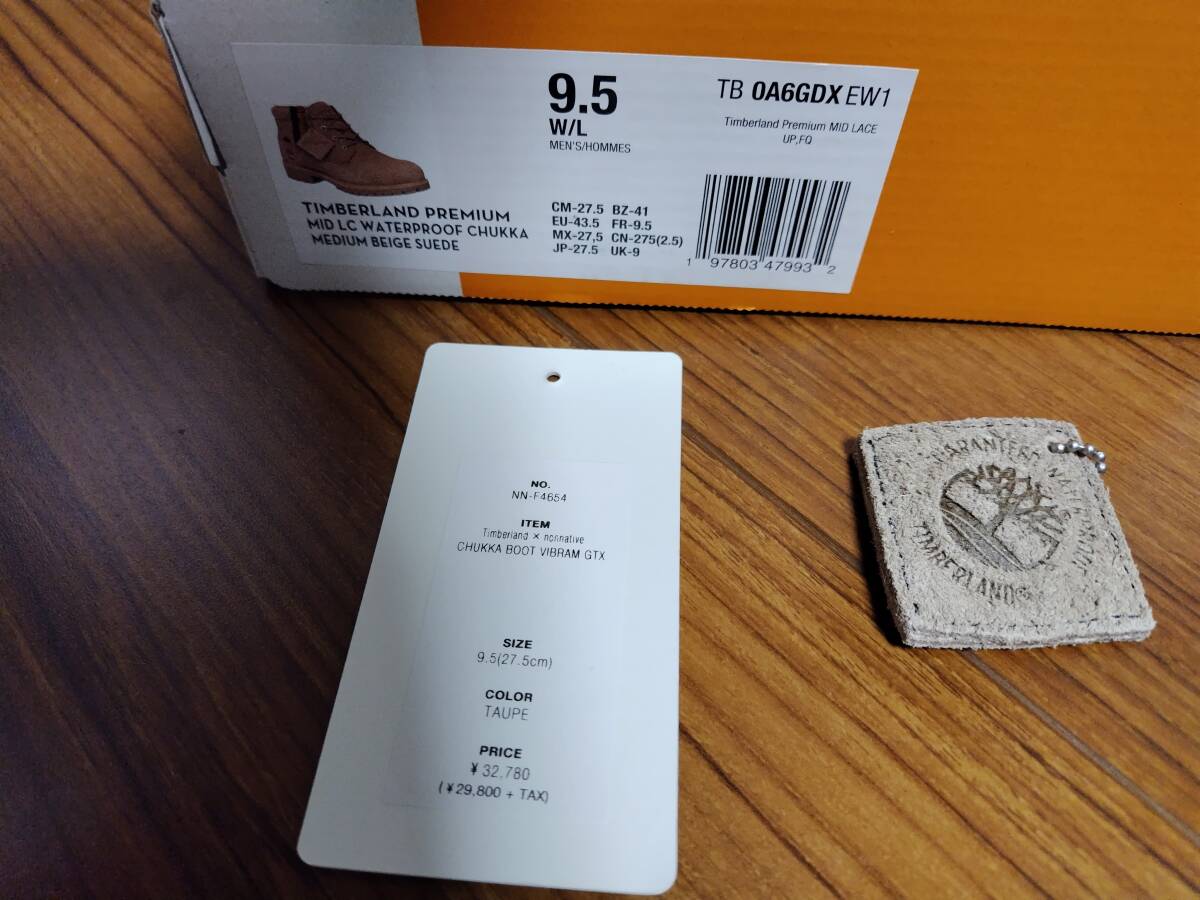 9.5
W/L
MEN'S/HOMMES
TB 0A6GDX EW1
Timberland Premium MID LACE
UP,FQ
TIMBERLAND PREMIUM
MID LC WATERPROOF CHUKKA
MEDIUM BEIGE SUEDE
CM-27.5 BZ-41
EU-43.5 FR-9.5
MX-27,5 CN-275(2.5)
JP-27.5 UK-9
1 97803 47993 2
NO.
NN-F4654
ITEM
Timberland × nonnative
CHUKKA BOOT VIBRAM GTX
SIZE
9.5(27.5cm)
COLOR
TAUPE
PRICE
¥ 32,780
(¥29,800 + TAX)
TIMBERLAND®